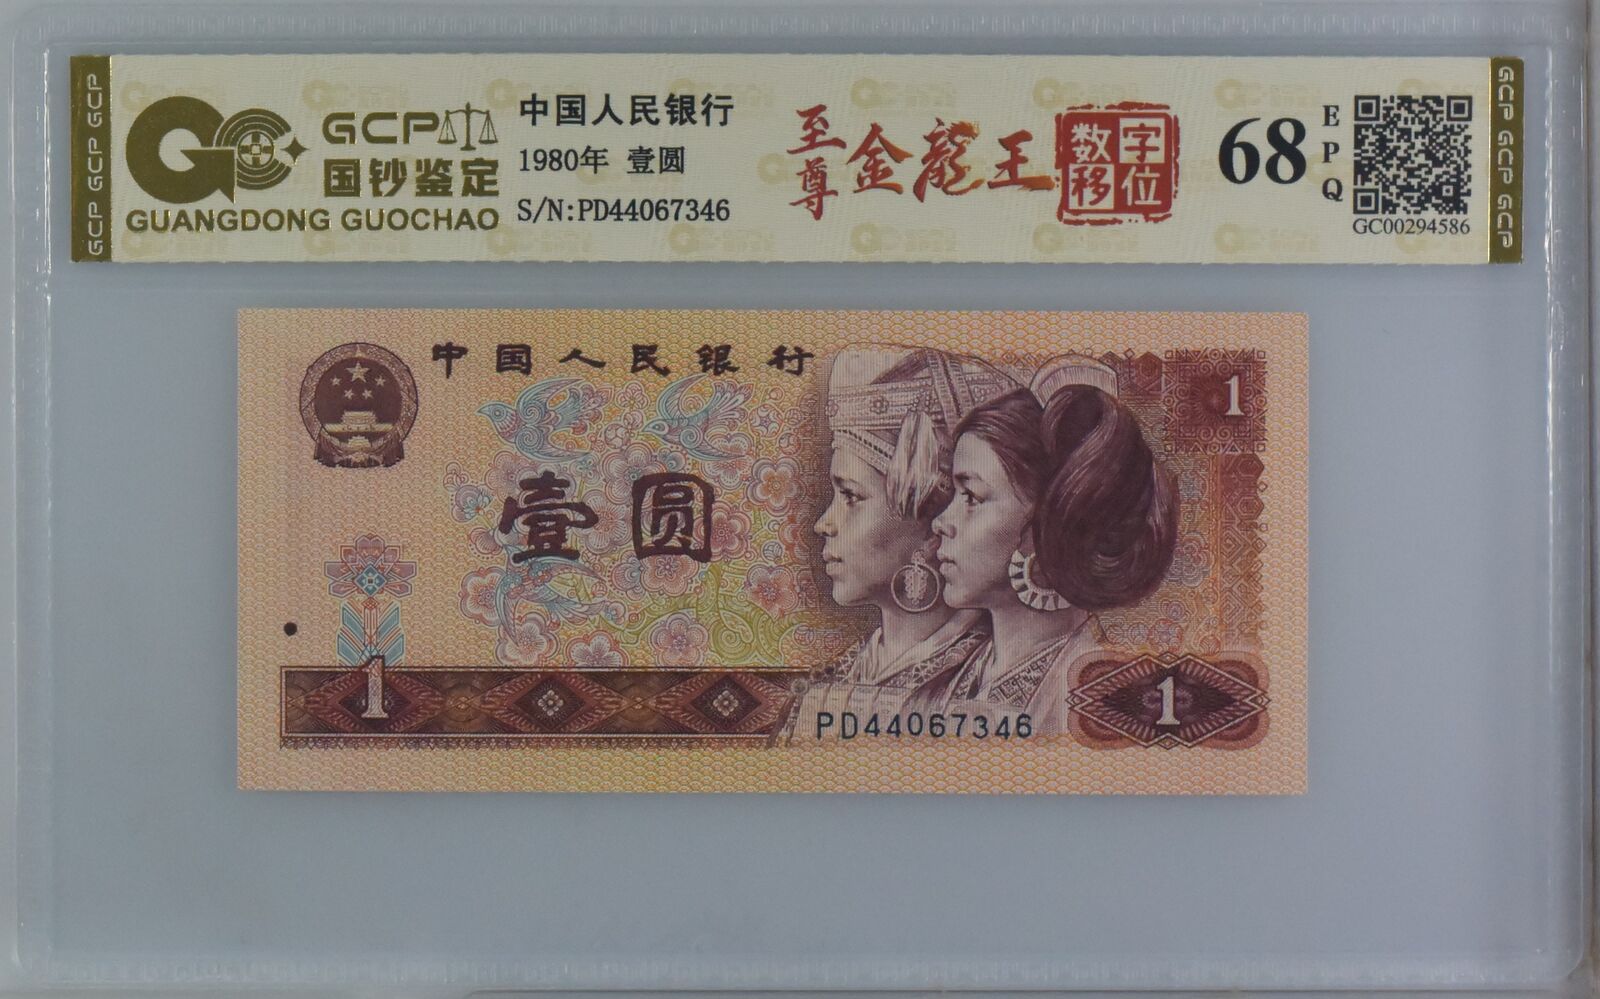 GCP GCP GCP
GCP
国钞鉴定
GUANGDONG GUOCHAO
中国人民银行
1980年 壹圆
S/N:PD44067346
至尊 金龍王
数字
移位
68
EPQ
GC00294586
GCP GCP GCP
中国人民银行
1
壹圆
1
PD44067346
1